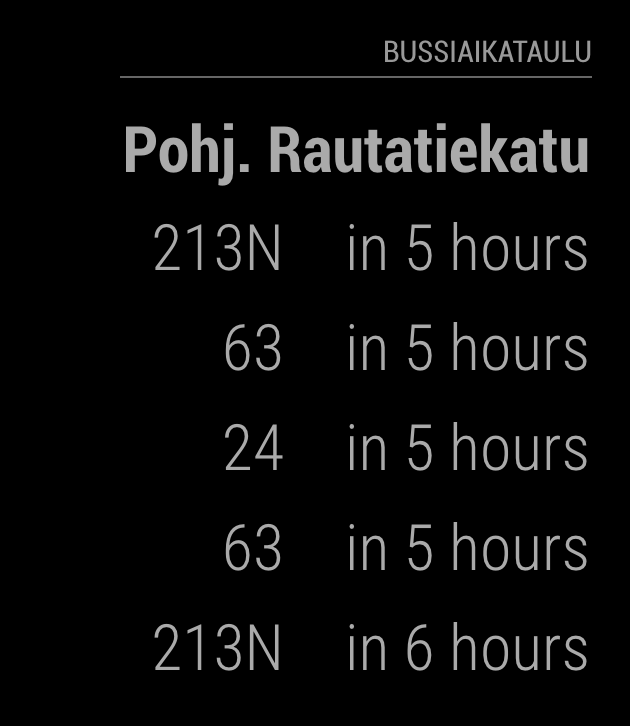 BUSSIAIKATAULU
Pohj. Rautatiekatu
213N in 5 hours
63 in 5 hours
24 in 5 hours
63 in 5 hours
213N in 6 hours